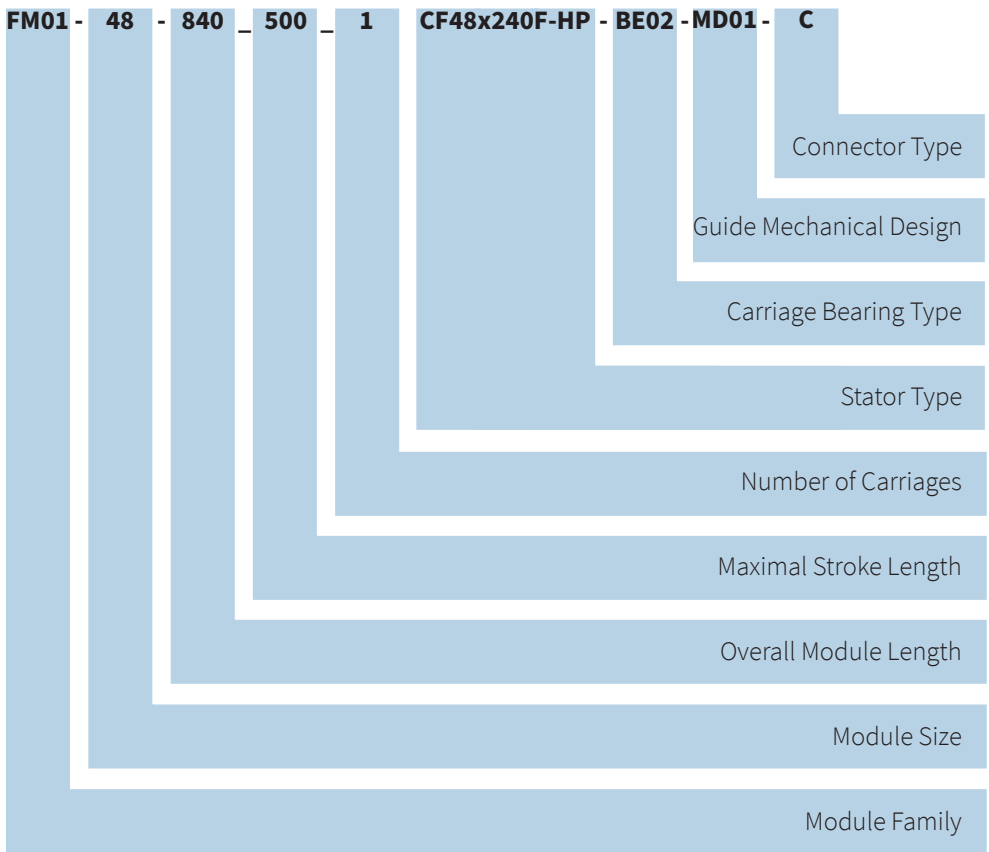 FM01 - 48 - 840 _ 500 _ 1 CF48x240F-HP - BE02 - MD01 - C
Connector Type
Guide Mechanical Design
Carriage Bearing Type
Stator Type
Number of Carriages
Maximal Stroke Length
Overall Module Length
Module Size
Module Family